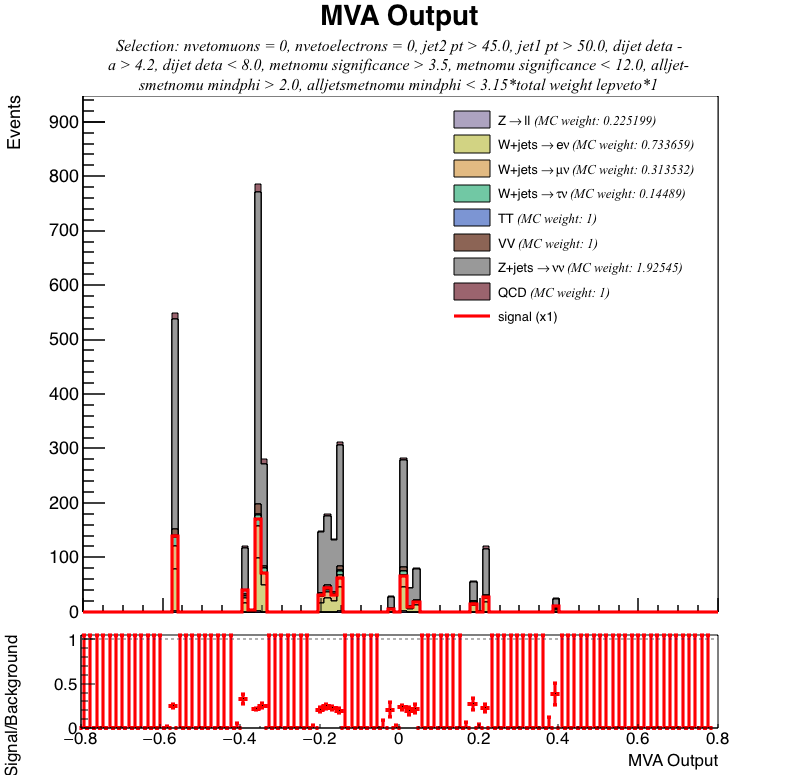 MVA Output
Selection: nvetomuons = 0, nvetoelectrons = 0, jet2 pt > 45.0, jet1 pt > 50.0, dijet deta -
a > 4.2, dijet deta < 8.0, metnomu significance > 3.5, metnomu significance < 12.0, alljet-
smetnomu mindphi > 2.0, alljetsmetnomu mindphi < 3.15*total weight lepveto*1
Events
900
800
700
600
500
400
300
200
100
0
Z→ll (MC weight: 0.225199)
W+jets→eν (MC weight: 0.733659)
W+jets→μν (MC weight: 0.313532)
W+jets→τν (MC weight: 0.14489)
TT (MC weight: 1)
VV (MC weight: 1)
Z+jets→νν (MC weight: 1.92545)
QCD (MC weight: 1)
signal (x1)
Signal/Background
1
0.5
0
−0.8 −0.6 −0.4 −0.2 0 0.2 0.4 0.6 0.8
MVA Output